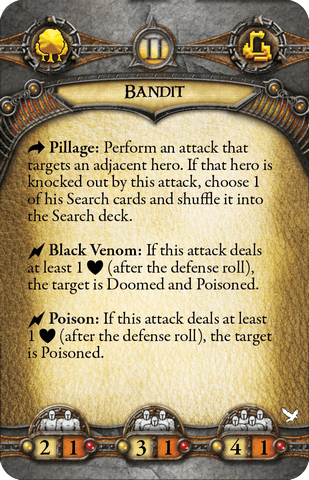 II
BANDIT
Pillage: Perform an attack that
targets an adjacent hero. If that hero is
knocked out by this attack, choose 1
of his Search cards and shuffle it into
the Search deck.
Black Venom: If this attack deals
at least 1 (after the defense roll),
the target is Doomed and Poisoned.
Poison: If this attack deals at least
1 (after the defense roll), the target
is Poisoned.
2 1 3 1 4 1